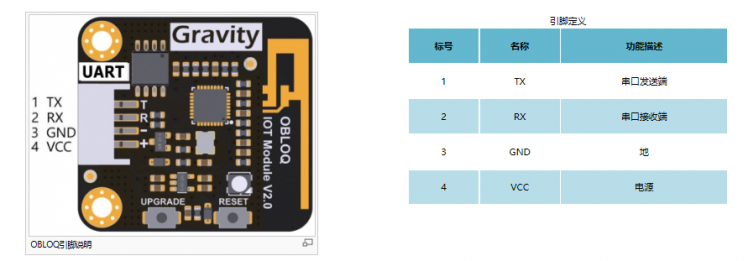 Gravity
UART
1 TX
2 RX
3 GND
4 VCC
T
R
-
+
OBLOQ
IOT Module V2.0
UPGRADE
RESET
OBLOQ引脚说明
引脚定义
标号 名称 功能描述
1 TX 串口发送端
2 RX 串口接收端
3 GND 地
4 VCC 电源